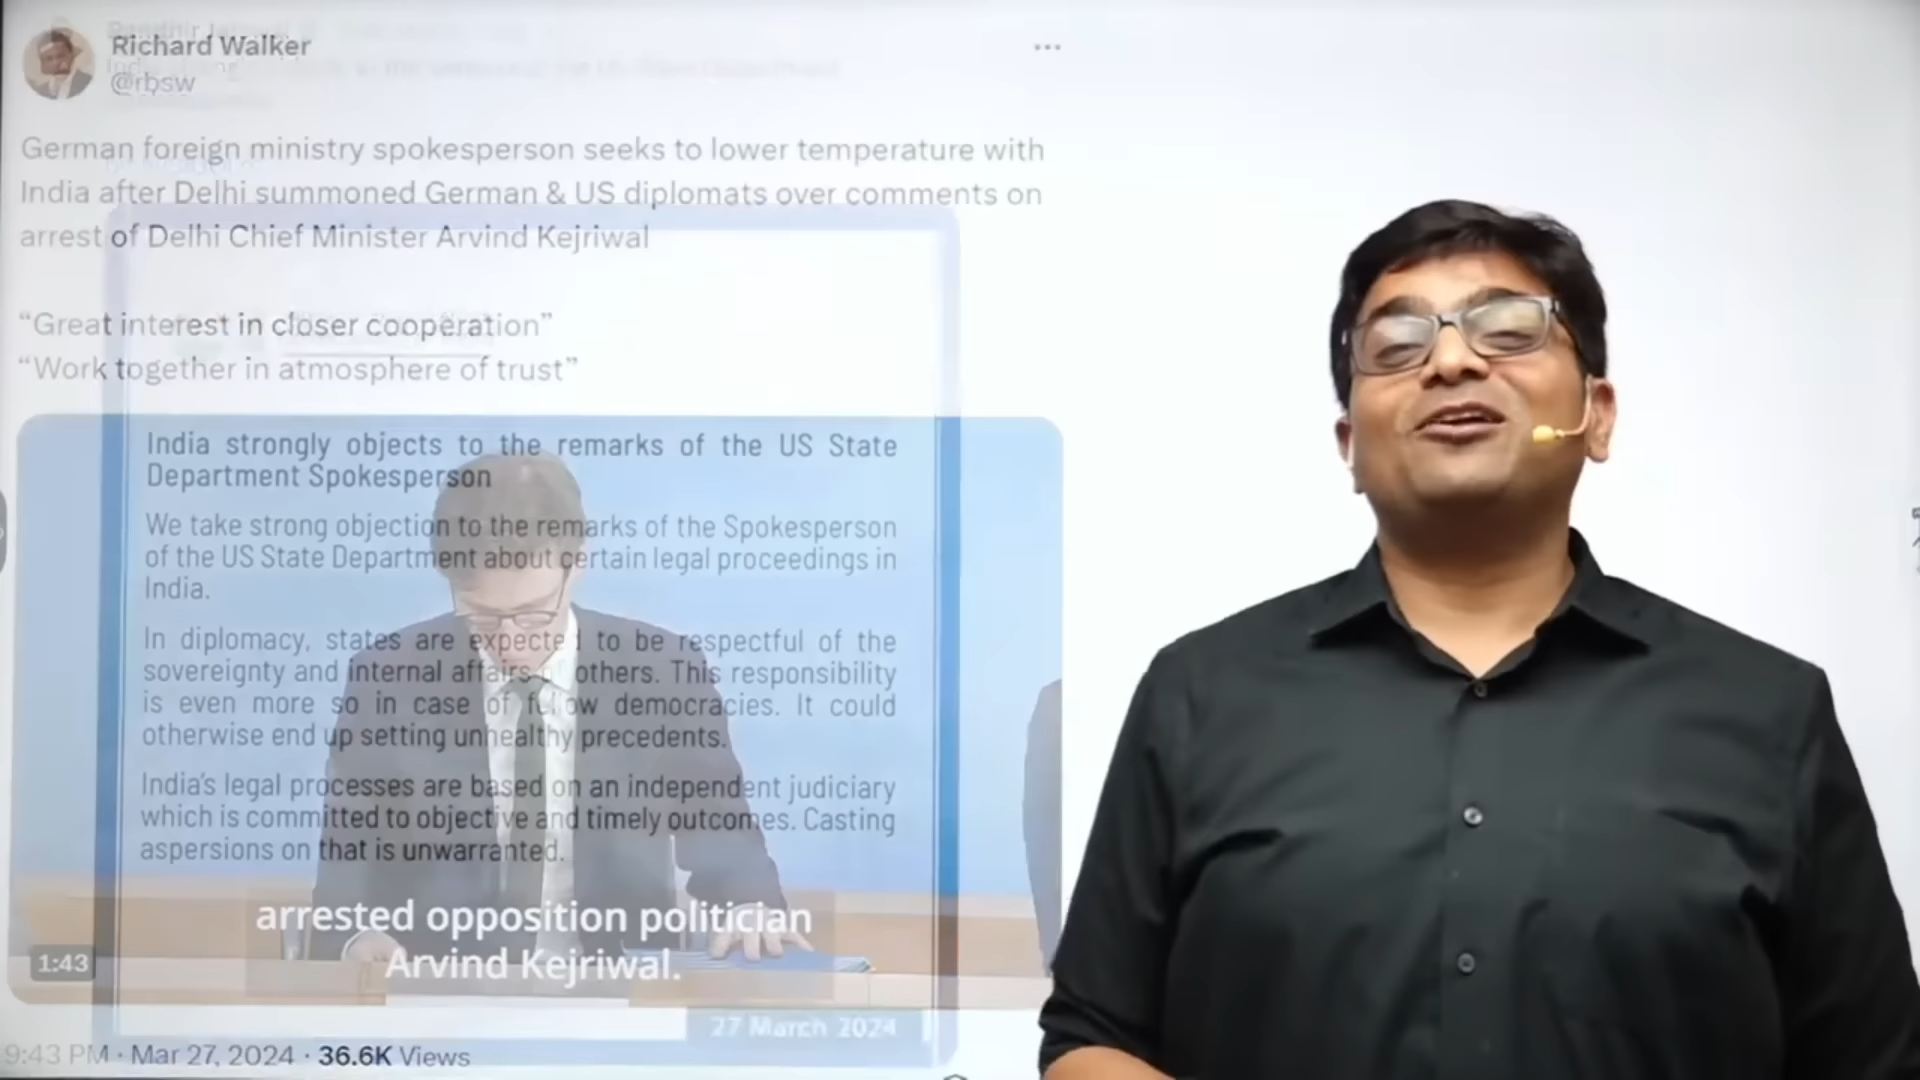 Richard Walker
@rbsw
German foreign ministry spokesperson seeks to lower temperature with
India after Delhi summoned German & US diplomats over comments on
arrest of Delhi Chief Minister Arvind Kejriwal
“Great interest in closer cooperation”
“Work together in atmosphere of trust”
India strongly objects to the remarks of the US State
Department Spokesperson
We take strong objection to the remarks of the Spokesperson
of the US State Department about certain legal proceedings in
India.
In diplomacy, states are expected to be respectful of the
sovereignty and internal affairs of others. This responsibility
is even more so in case of fellow democracies. It could
otherwise end up setting unhealthy precedents.
India’s legal processes are based on an independent judiciary
which is committed to objective and timely outcomes. Casting
aspersions on that is unwarranted.
arrested opposition politician
Arvind Kejriwal.
1:43
27 March 2024
9:43 PM · Mar 27, 2024 · 36.6K Views